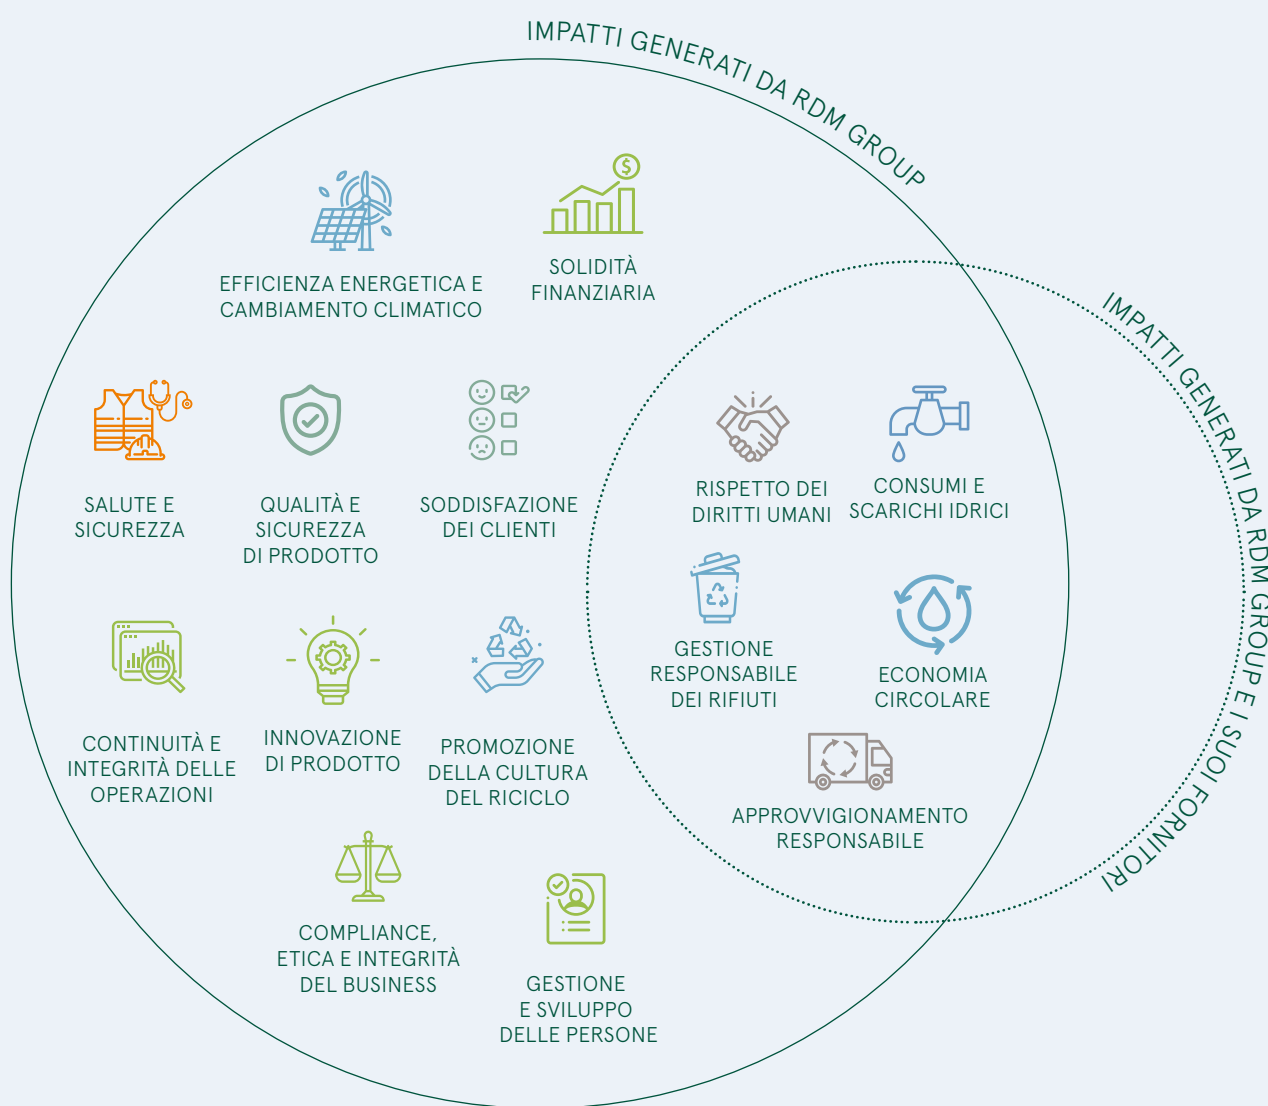 IMPATTI GENERATI DA RDM GROUP
IMPATTI GENERATI DA RDM GROUP E I SUOI FORNITORI
$
EFFICIENZA ENERGETICA E
CAMBIAMENTO CLIMATICO
SOLIDITÀ
FINANZIARIA
SALUTE E
SICUREZZA
QUALITÀ E
SICUREZZA
DI PRODOTTO
SODDISFAZIONE
DEI CLIENTI
RISPETTO DEI
DIRITTI UMANI
CONSUMI E
SCARICHI IDRICI
GESTIONE
RESPONSABILE
DEI RIFIUTI
ECONOMIA
CIRCOLARE
CONTINUITÀ E
INTEGRITÀ DELLE
OPERAZIONI
INNOVAZIONE
DI PRODOTTO
PROMOZIONE
DELLA CULTURA
DEL RICICLO
APPROVVIGIONAMENTO
RESPONSABILE
COMPLIANCE,
ETICA E INTEGRITÀ
DEL BUSINESS
GESTIONE
E SVILUPPO
DELLE PERSONE